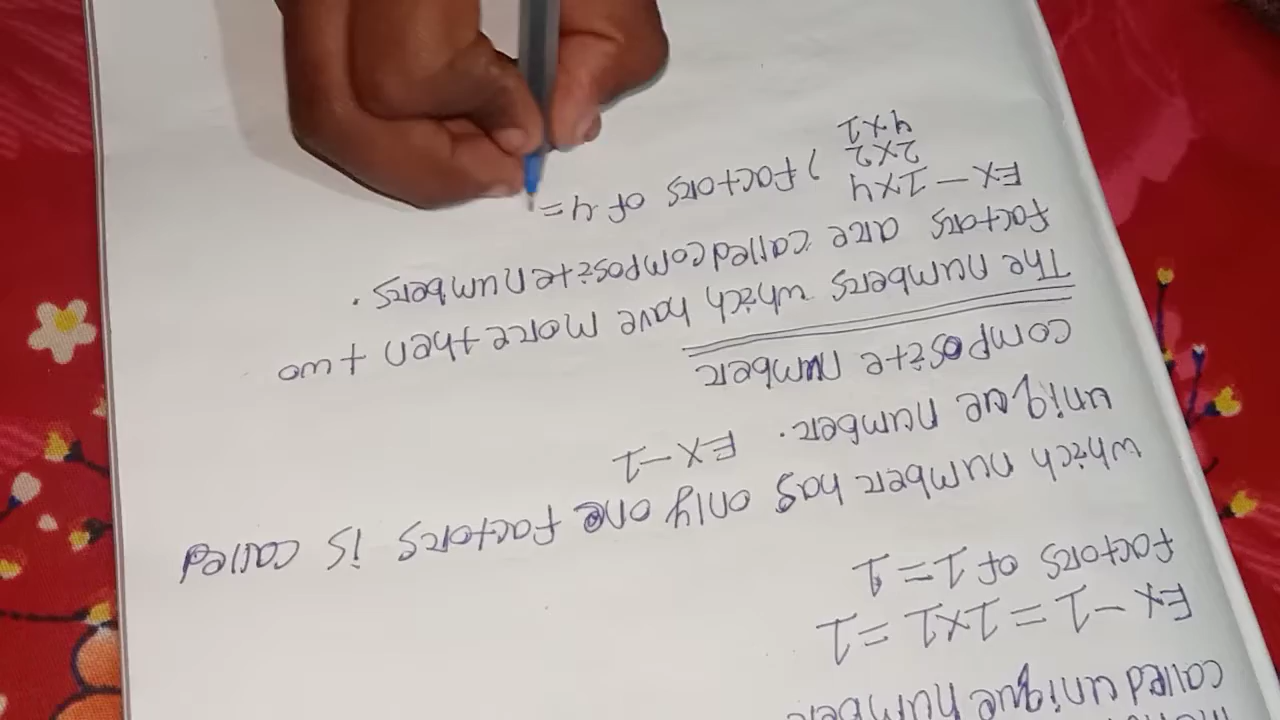 called unique number
Ex - 1 = 1x1 = 1
factors of 1 = 1
which number has only one factors is called
unique number. Ex - 1
composite number
The numbers which have more then two
factors are called composite numbers.
Ex - 1x4 , factors of 4 =
2x2
4x1